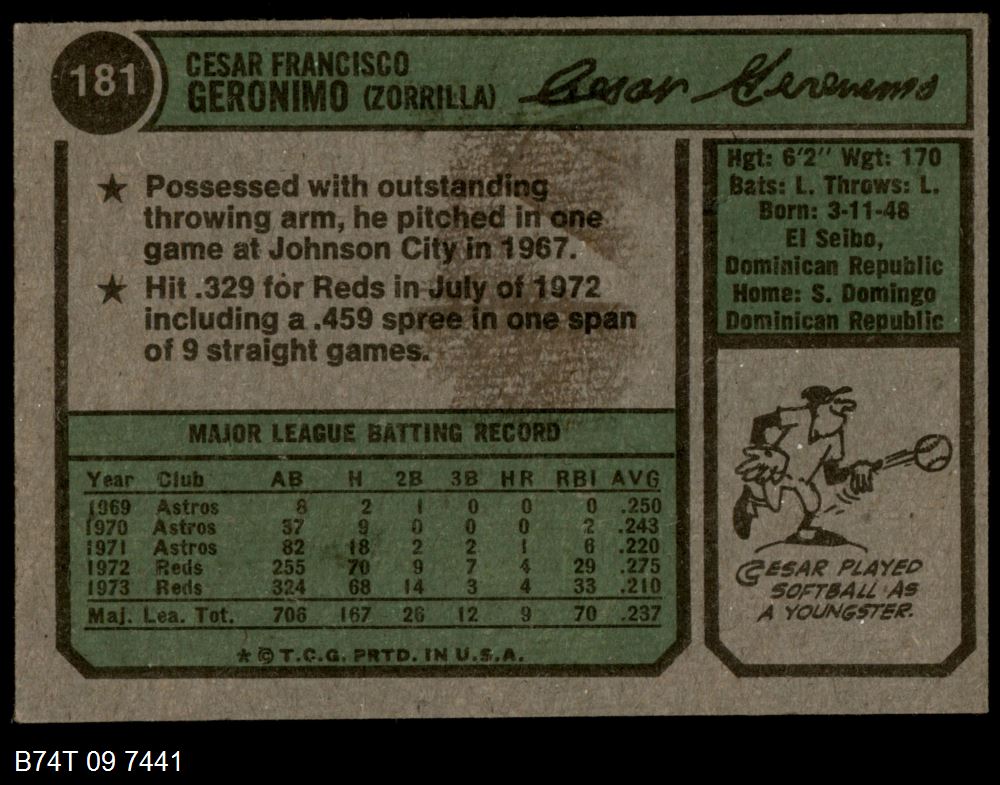 181
CESAR FRANCISCO
GERONIMO (ZORRILLA)
Cesar Geronimo
★ Possessed with outstanding
throwing arm, he pitched in one
game at Johnson City in 1967.
★ Hit .329 for Reds in July of 1972
including a .459 spree in one span
of 9 straight games.
MAJOR LEAGUE BATTING RECORD
Year Club AB H 2B 3B HR RBI AVG
1969 Astros 8 2 1 0 0 0 .250
1970 Astros 37 9 0 0 0 2 .243
1971 Astros 82 18 2 2 1 6 .220
1972 Reds 255 70 9 7 4 29 .275
1973 Reds 324 68 14 3 4 33 .210
Maj. Lea. Tot. 706 167 26 12 9 70 .237
★ © T.C.G. PRTD. IN U.S.A.
Hgt: 6'2" Wgt: 170
Bats: L. Throws: L.
Born: 3-11-48
El Seibo,
Dominican Republic
Home: S. Domingo
Dominican Republic
CESAR PLAYED
SOFTBALL AS
A YOUNGSTER.
B74T 09 7441